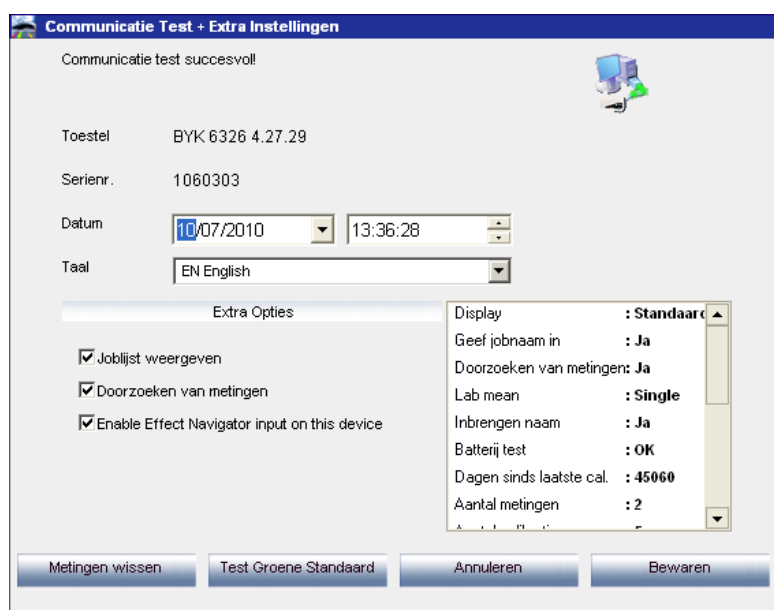 Communicatie Test + Extra Instellingen
Communicatie test succesvol!
Toestel BYK 6326 4.27.29
Serienr. 1060303
Datum 10/07/2010 13:36:28
Taal EN English
Extra Opties
Joblijst weergeven
Doorzoeken van metingen
Enable Effect Navigator input on this device
Display : Standaard
Geef jobnaam in : Ja
Doorzoeken van metingen: Ja
Lab mean : Single
Inbrengen naam : Ja
Batterij test : OK
Dagen sinds laatste cal. : 45060
Aantal metingen : 2
Metingen wissen Test Groene Standaard Annuleren Bewaren